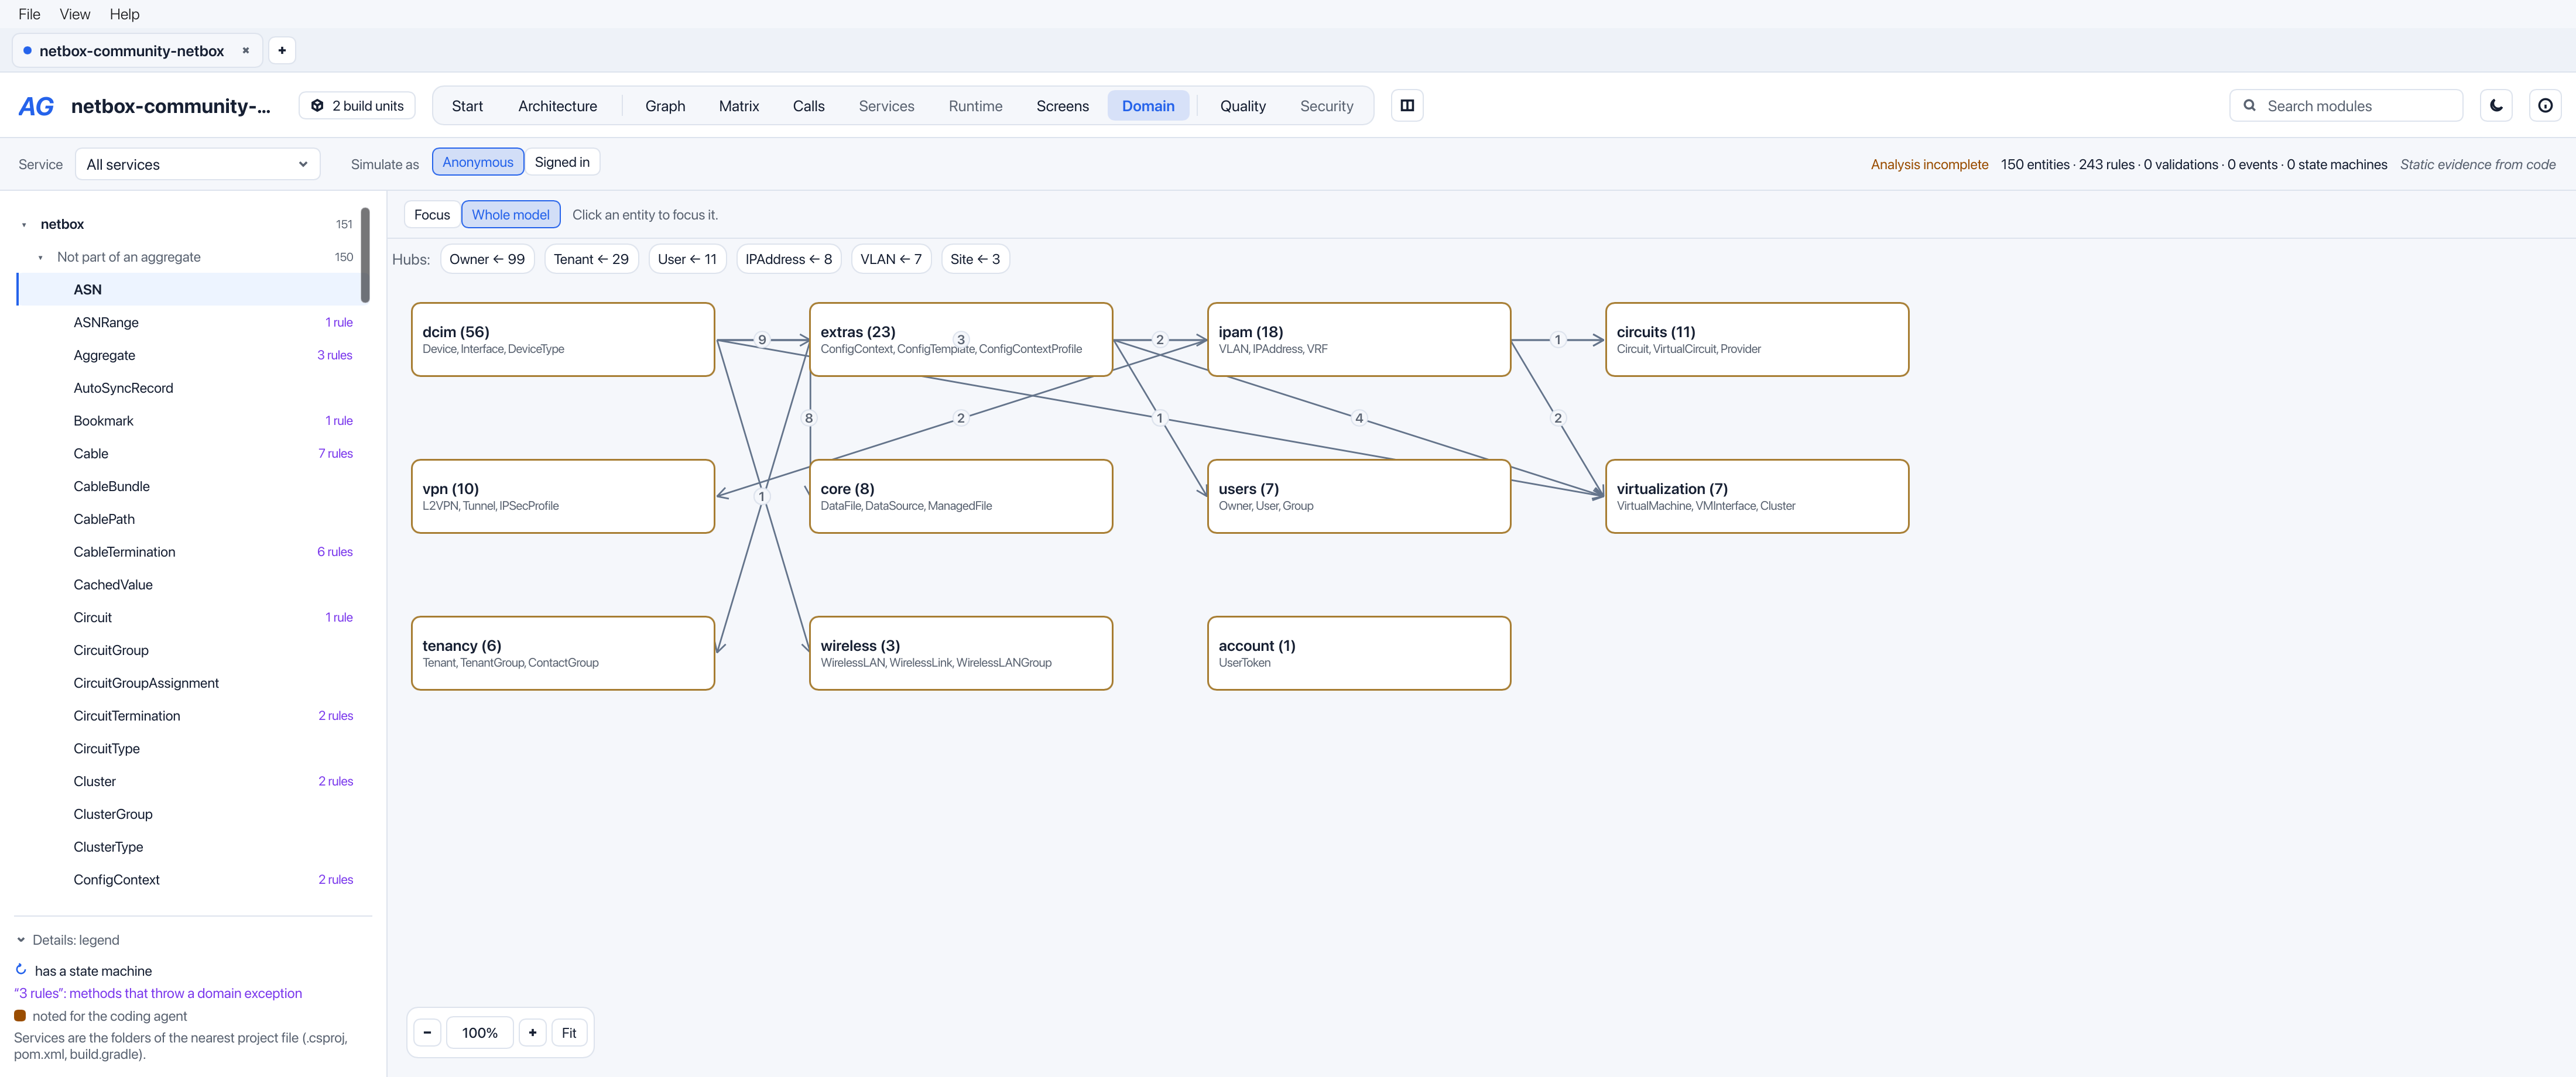 File View Help
netbox-community-netbox
AG netbox-community-... 2 build units Start Architecture Graph Matrix Calls Services Runtime Screens Domain Quality Security Search modules
Service All services Simulate as Anonymous Signed in Analysis incomplete 150 entities · 243 rules · 0 validations · 0 events · 0 state machines Static evidence from code
netbox 151
Not part of an aggregate 150
ASN
ASNRange 1 rule
Aggregate 3 rules
AutoSyncRecord
Bookmark 1 rule
Cable 7 rules
CableBundle
CablePath
CableTermination 6 rules
CachedValue
Circuit 1 rule
CircuitGroup
CircuitGroupAssignment
CircuitTermination 2 rules
CircuitType
Cluster 2 rules
ClusterGroup
ClusterType
ConfigContext 2 rules
Details: legend
has a state machine
“3 rules”: methods that throw a domain exception
noted for the coding agent
Services are the folders of the nearest project file (.csproj,
pom.xml, build.gradle).
Focus Whole model Click an entity to focus it.
Hubs: Owner ← 99 Tenant ← 29 User ← 11 IPAddress ← 8 VLAN ← 7 Site ← 3
dcim (56)
Device, Interface, DeviceType
9
extras (23)
ConfigContext, ConfigTemplate, ConfigContextProfile
3
2
ipam (18)
VLAN, IPAddress, VRF
1
circuits (11)
Circuit, VirtualCircuit, Provider
8
2
1
4
2
vpn (10)
L2VPN, Tunnel, IPSecProfile
1
core (8)
DataFile, DataSource, ManagedFile
users (7)
Owner, User, Group
virtualization (7)
VirtualMachine, VMInterface, Cluster
tenancy (6)
Tenant, TenantGroup, ContactGroup
wireless (3)
WirelessLAN, WirelessLink, WirelessLANGroup
account (1)
UserToken
− 100% + Fit